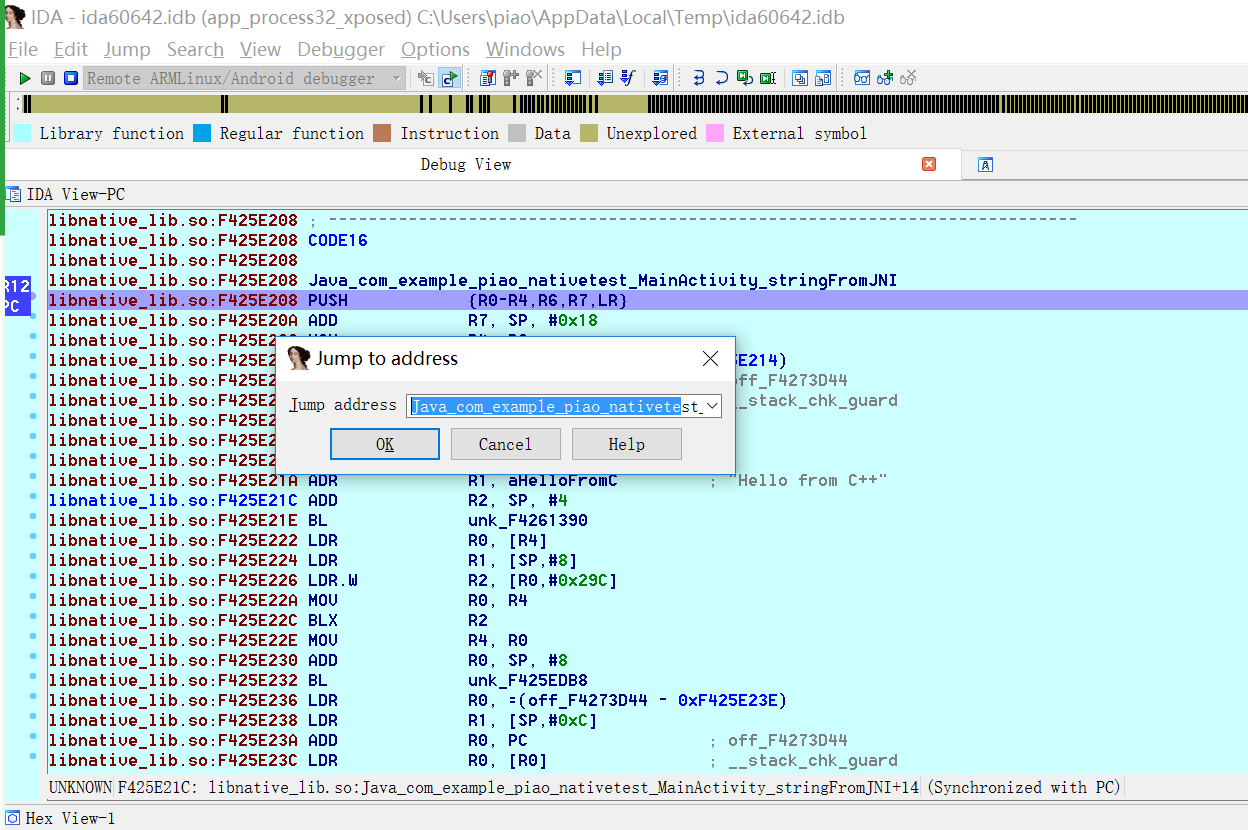 IDA - ida60642.idb (app_process32_xposed) C:\Users\piao\AppData\Local\Temp\ida60642.idb
File Edit Jump Search View Debugger Options Windows Help
Remote ARMLinux/Android debugger
Library function Regular function Instruction Data Unexplored External symbol
Debug View
IDA View-PC
libnative_lib.so:F425E208 ; ---------------------------------------------------------------------------
libnative_lib.so:F425E208 CODE16
libnative_lib.so:F425E208
libnative_lib.so:F425E208 Java_com_example_piao_nativetest_MainActivity_stringFromJNI
R12
PC
libnative_lib.so:F425E208 PUSH {R0-R4,R6,R7,LR}
libnative_lib.so:F425E20A ADD R7, SP, #0x18
libnative_lib.so:F425E2
libnative_lib.so:F425E2 5E214)
libnative_lib.so:F425E2 ff_F4273D44
libnative_lib.so:F425E2 __stack_chk_guard
libnative_lib.so:F425E2
libnative_lib.so:F425E2
libnative_lib.so:F425E2
Jump to address
Jump address Java_com_example_piao_nativetest_
OK Cancel Help
libnative_lib.so:F425E21A ADR R1, aHelloFromC ; "Hello from C++"
libnative_lib.so:F425E21C ADD R2, SP, #4
libnative_lib.so:F425E21E BL unk_F4261390
libnative_lib.so:F425E222 LDR R0, [R4]
libnative_lib.so:F425E224 LDR R1, [SP,#8]
libnative_lib.so:F425E226 LDR.W R2, [R0,#0x29C]
libnative_lib.so:F425E22A MOV R0, R4
libnative_lib.so:F425E22C BLX R2
libnative_lib.so:F425E22E MOV R4, R0
libnative_lib.so:F425E230 ADD R0, SP, #8
libnative_lib.so:F425E232 BL unk_F425EDB8
libnative_lib.so:F425E236 LDR R0, =(off_F4273D44 - 0xF425E23E)
libnative_lib.so:F425E238 LDR R1, [SP,#0xC]
libnative_lib.so:F425E23A ADD R0, PC ; off_F4273D44
libnative_lib.so:F425E23C LDR R0, [R0] ; __stack_chk_guard
UNKNOWN F425E21C: libnative_lib.so:Java_com_example_piao_nativetest_MainActivity_stringFromJNI+14 (Synchronized with PC)
Hex View-1